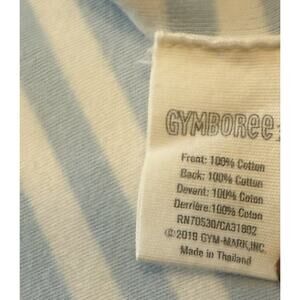 GYMBOREE
Front: 100% Cotton
Back: 100% Cotton
Devant: 100% Coton
Derrière:100% Coton
RN70530/CA31802
©2019 GYM-MARK,INC.
Made in Thailand